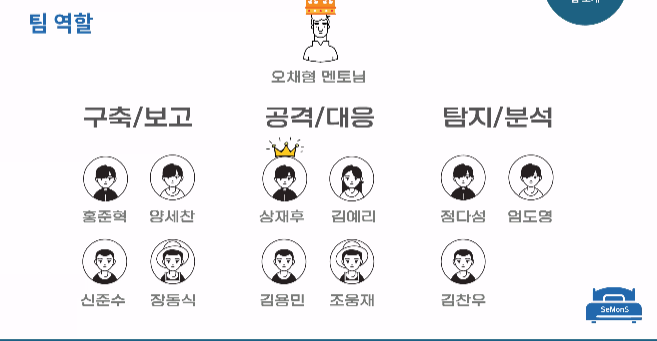 팀 역할
오채형 멘토님
구축/보고
공격/대응
탐지/분석
홍준혁
양세찬
상재후
김예리
정다성
엄도영
신준수
장동식
김용민
조웅재
김찬우
SeMonS